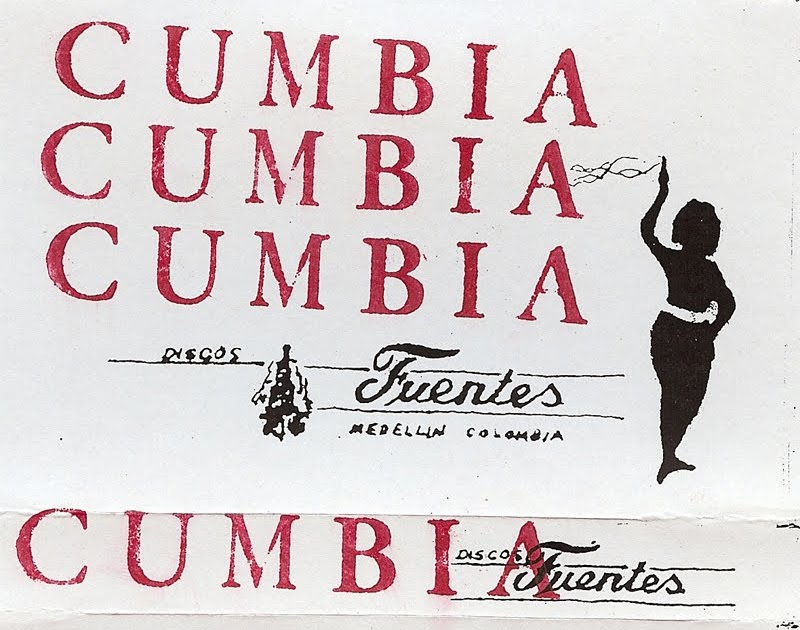 CUMBIA
CUMBIA
CUMBIA
DISCOS
Fuentes
MEDELLIN COLOMBIA
CUMBIA
DISCOS
Fuentes